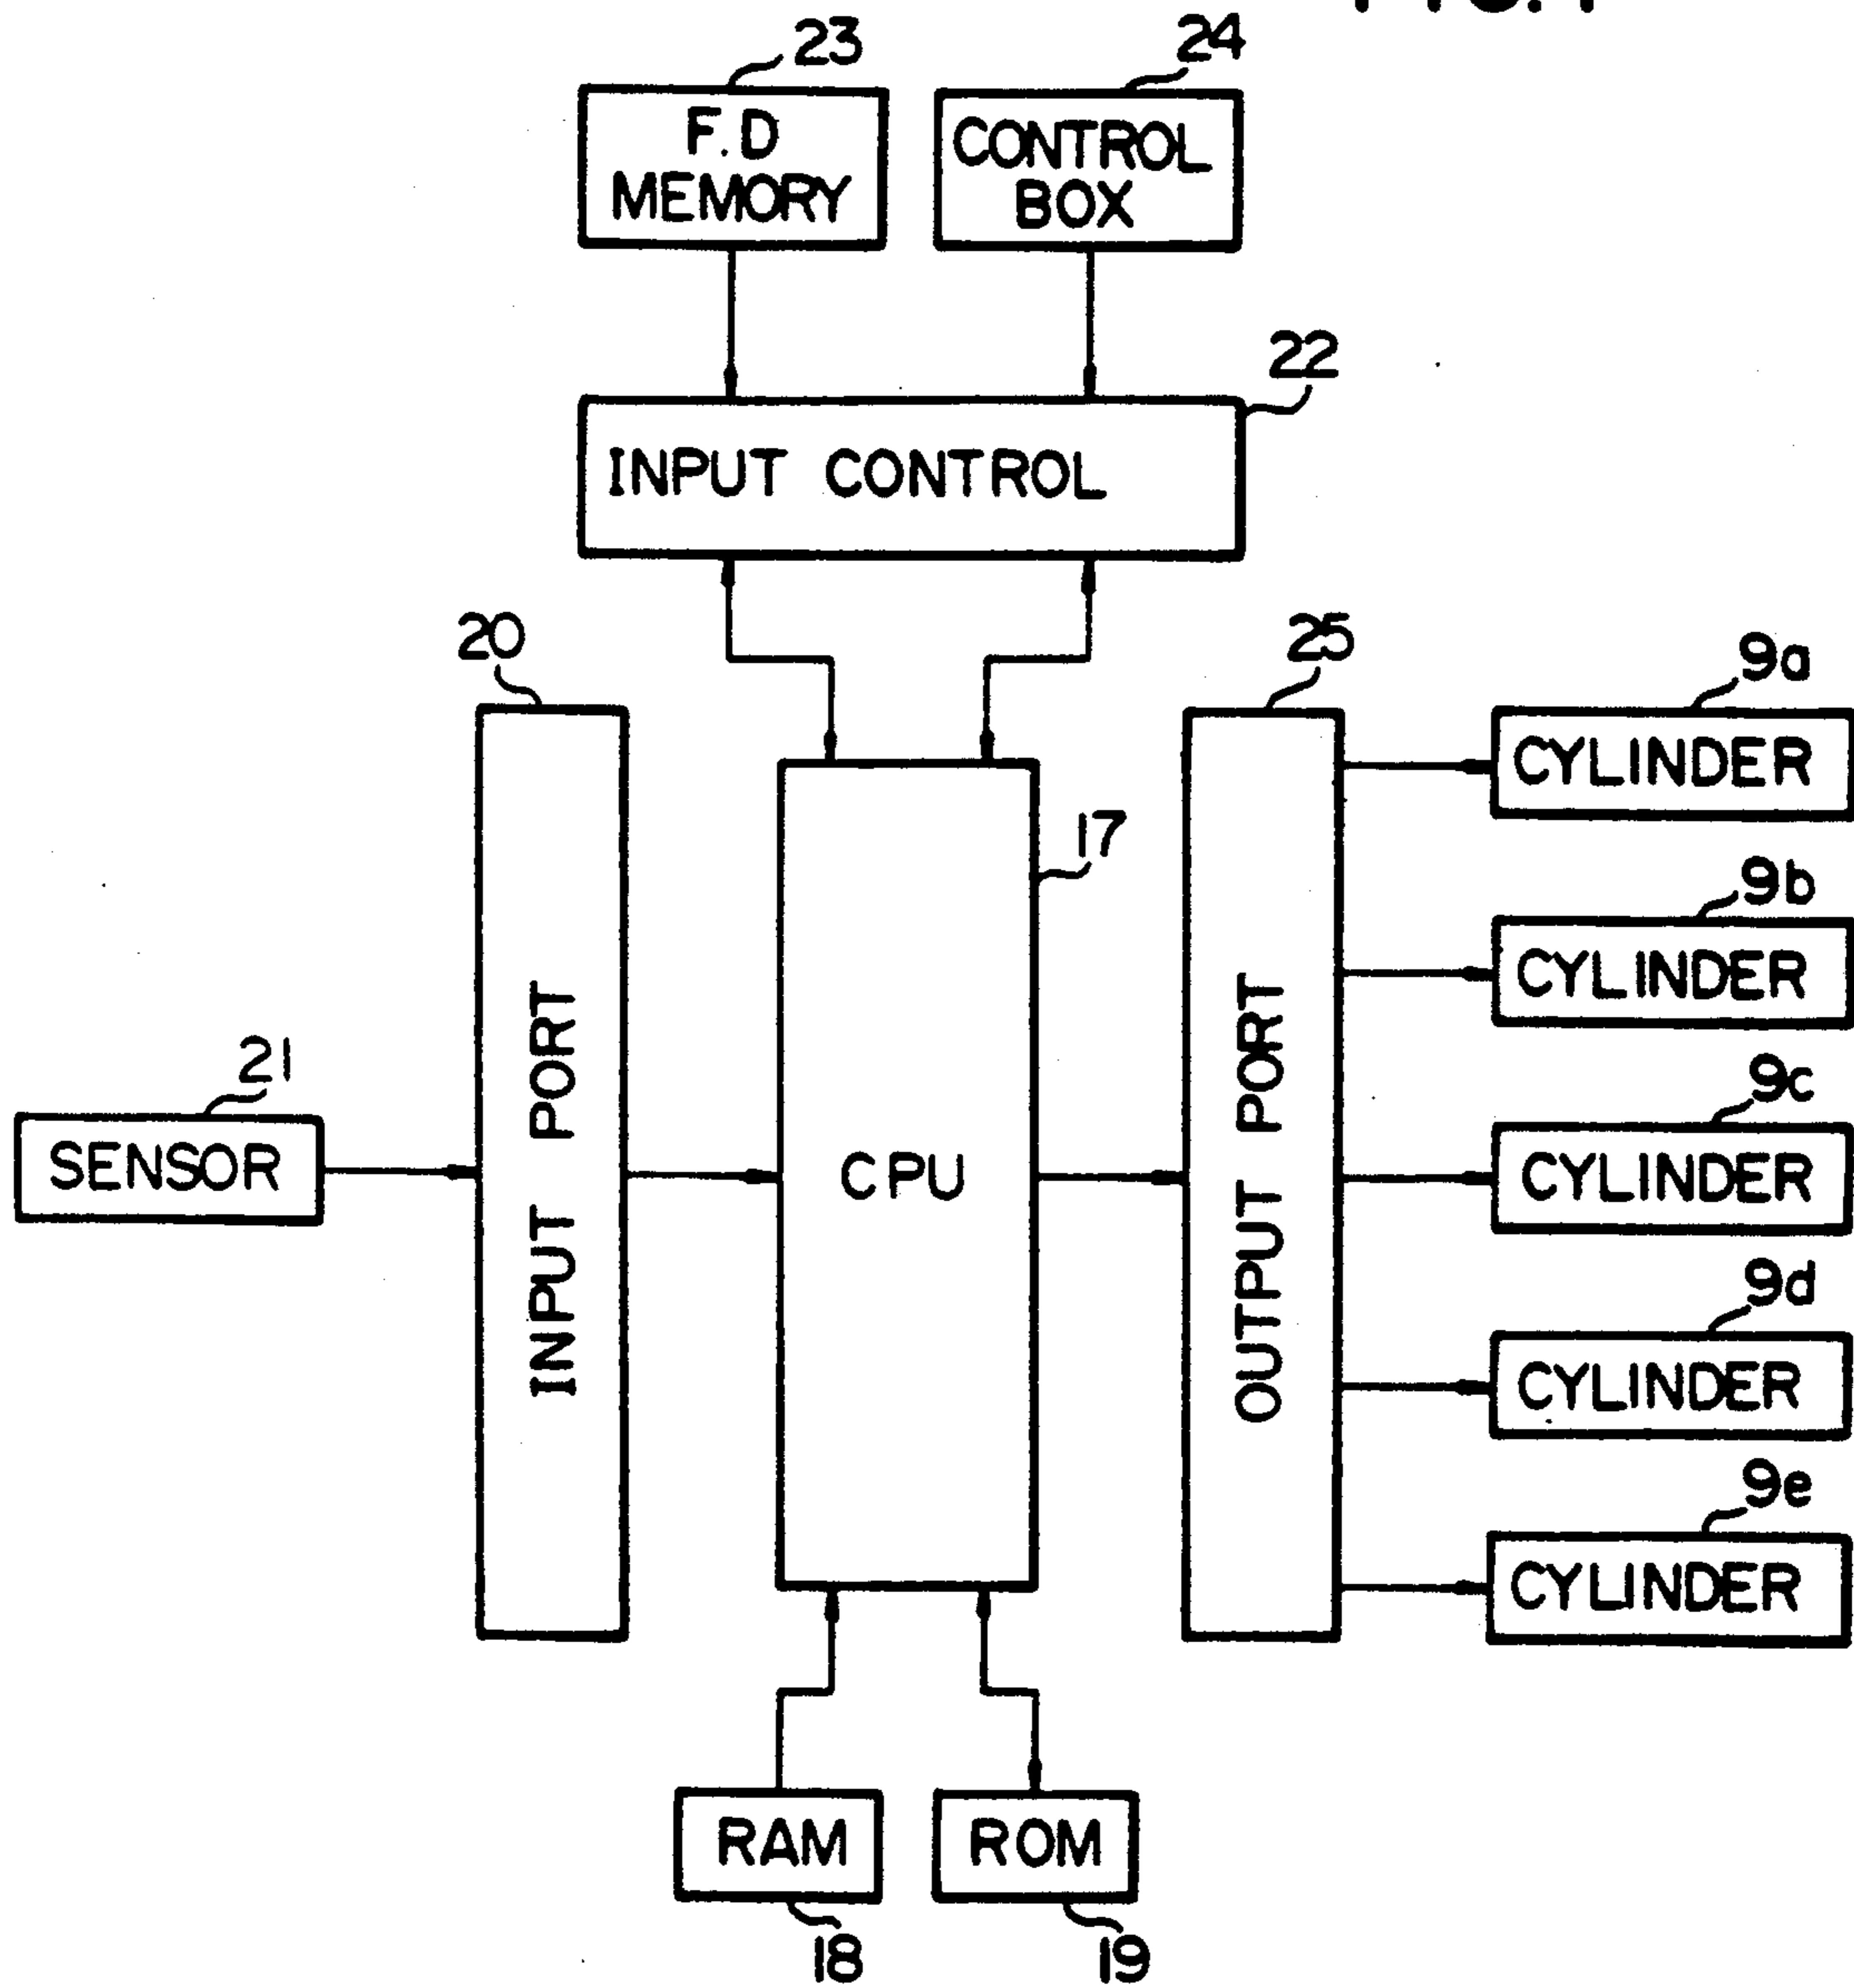 23
24
F.D
MEMORY
CONTROL
BOX
22
INPUT CONTROL
20
25
9a
CYLINDER
17
9b
CYLINDER
INPUT PORT
CPU
OUTPUT PORT
21
SENSOR
9c
CYLINDER
9d
CYLINDER
9e
CYLINDER
RAM
ROM
18
19